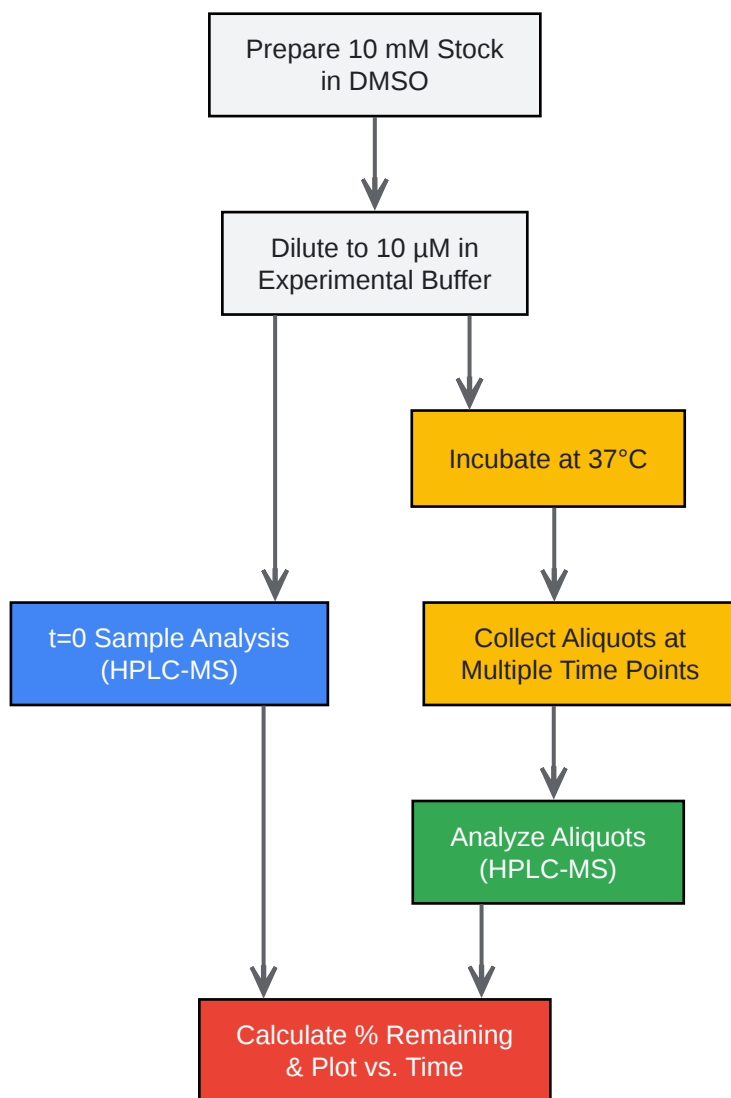 Prepare 10 mM Stock
in DMSO
Dilute to 10 µM in
Experimental Buffer
Incubate at 37°C
t=0 Sample Analysis
(HPLC-MS)
Collect Aliquots at
Multiple Time Points
Analyze Aliquots
(HPLC-MS)
Calculate % Remaining
& Plot vs. Time